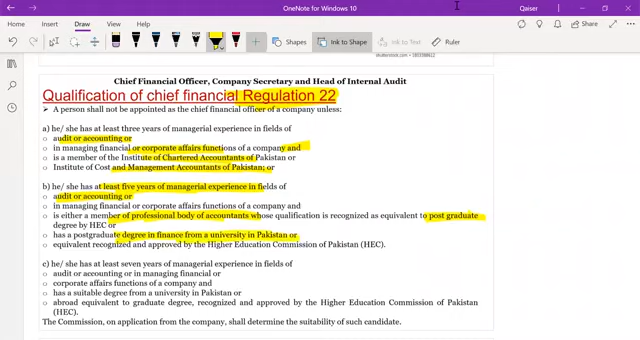 OneNote for Windows 10
Qaiser
Home Insert Draw View Help
Share
Shapes Ink to Shape Ink to Text Ruler
shutterstock.com • 1803388612
Chief Financial Officer, Company Secretary and Head of Internal Audit
Qualification of chief financial Regulation 22
➢ A person shall not be appointed as the chief financial officer of a company unless:
a) he/ she has at least three years of managerial experience in fields of
o audit or accounting or
o in managing financial or corporate affairs functions of a company and
o is a member of the Institute of Chartered Accountants of Pakistan or
o Institute of Cost and Management Accountants of Pakistan; or
b) he/she has at least five years of managerial experience in fields of
o audit or accounting or
o in managing financial or corporate affairs functions of a company and
o is either a member of professional body of accountants whose qualification is recognized as equivalent to post graduate
degree by HEC or
o has a postgraduate degree in finance from a university in Pakistan or
o equivalent recognized and approved by the Higher Education Commission of Pakistan (HEC).
c) he/she has at least seven years of managerial experience in fields of
o audit or accounting or in managing financial or
o corporate affairs functions of a company and
o has a suitable degree from a university in Pakistan or
o abroad equivalent to graduate degree, recognized and approved by the Higher Education Commission of Pakistan
(HEC).
The Commission, on application from the company, shall determine the suitability of such candidate.